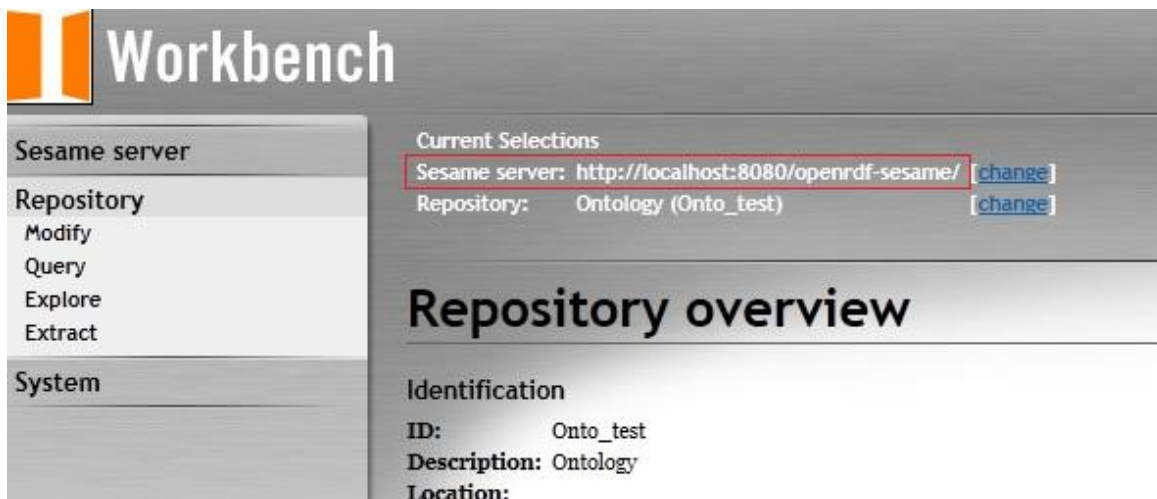 Workbench
Sesame server
Repository
Modify
Query
Explore
Extract
System
Current Selections
Sesame server: http://localhost:8080/openrdf-sesame/ [change]
Repository: Ontology (Onto_test) [change]
Repository overview
Identification
ID: Onto_test
Description: Ontology
Location: